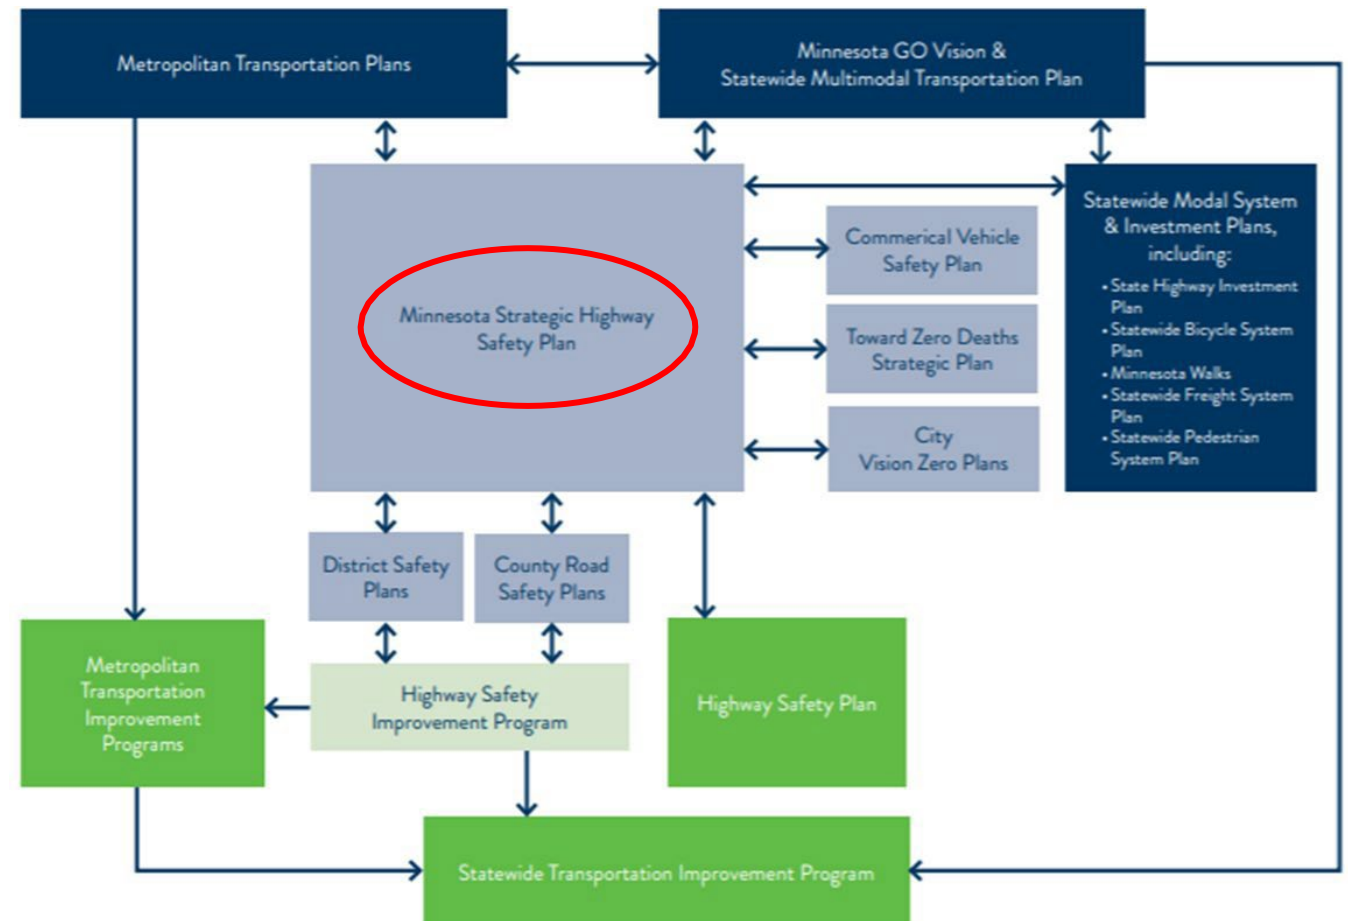 Metropolitan Transportation Plans
Minnesota GO Vision &
Statewide Multimodal Transportation Plan
Minnesota Strategic Highway
Safety Plan
Commerical Vehicle
Safety Plan
Toward Zero Deaths
Strategic Plan
City
Vision Zero Plans
Statewide Modal System
& Investment Plans,
including:
• State Highway Investment
Plan
• Statewide Bicycle System
Plan
• Minnesota Walks
• Statewide Freight System
Plan
• Statewide Pedestrian
System Plan
District Safety
Plans
County Road
Safety Plans
Metropolitan
Transportation
Improvement
Programs
Highway Safety
Improvement Program
Highway Safety Plan
Statewide Transportation Improvement Program